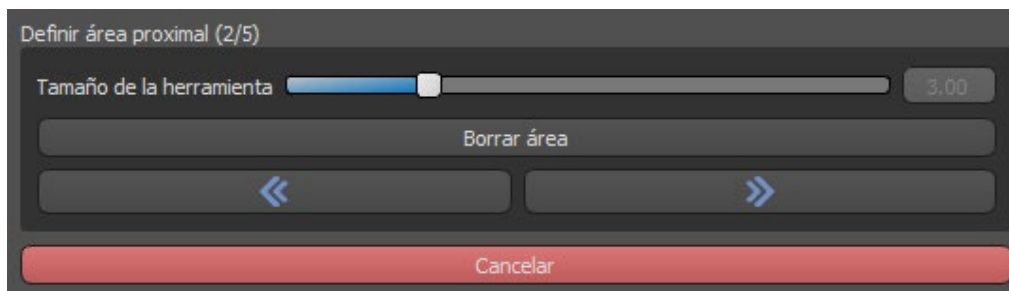 Definir área proximal (2/5)
Tamaño de la herramienta 3.00
Borrar área
Cancelar